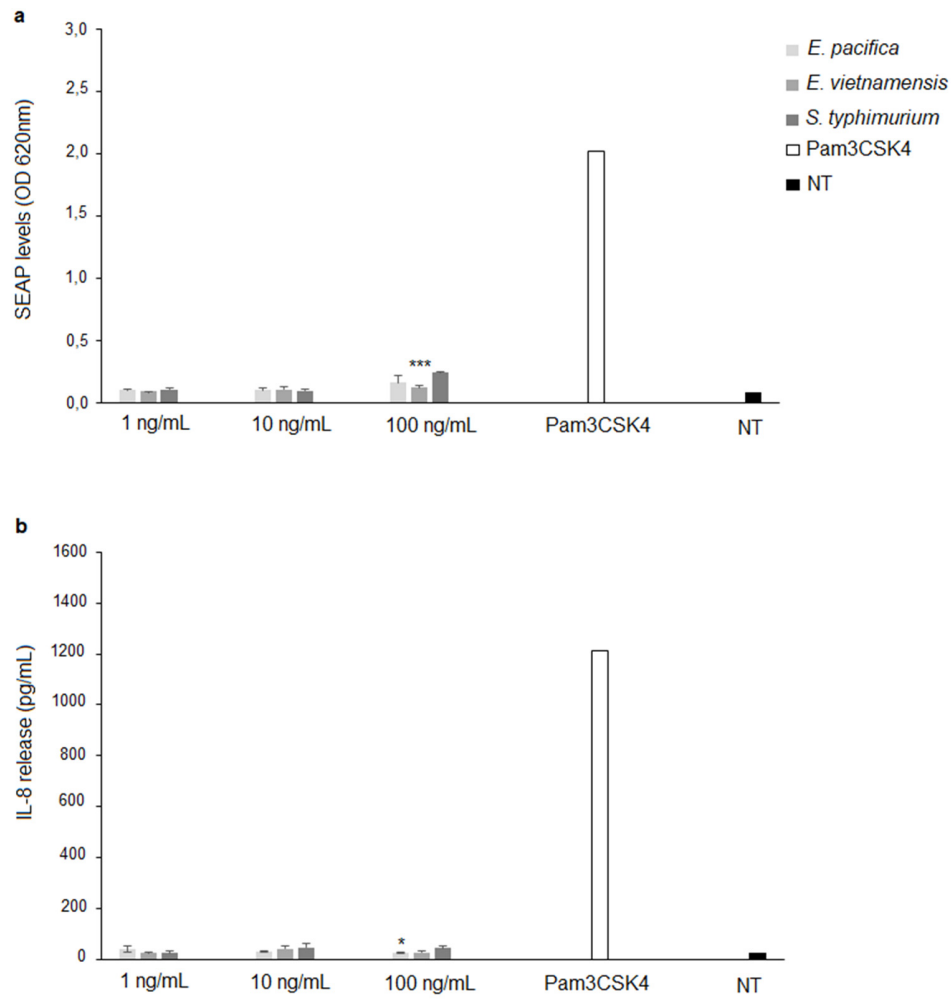 a
SEAP levels (OD 620nm)
3,0
2,5
2,0
1,5
1,0
0,5
0,0
***
1 ng/mL
10 ng/mL
100 ng/mL
Pam3CSK4
NT
E. pacifica
E. vietnamensis
S. typhimurium
Pam3CSK4
NT
b
IL-8 release (pg/mL)
1600
1400
1200
1000
800
600
400
200
0
*
1 ng/mL
10 ng/mL
100 ng/mL
Pam3CSK4
NT